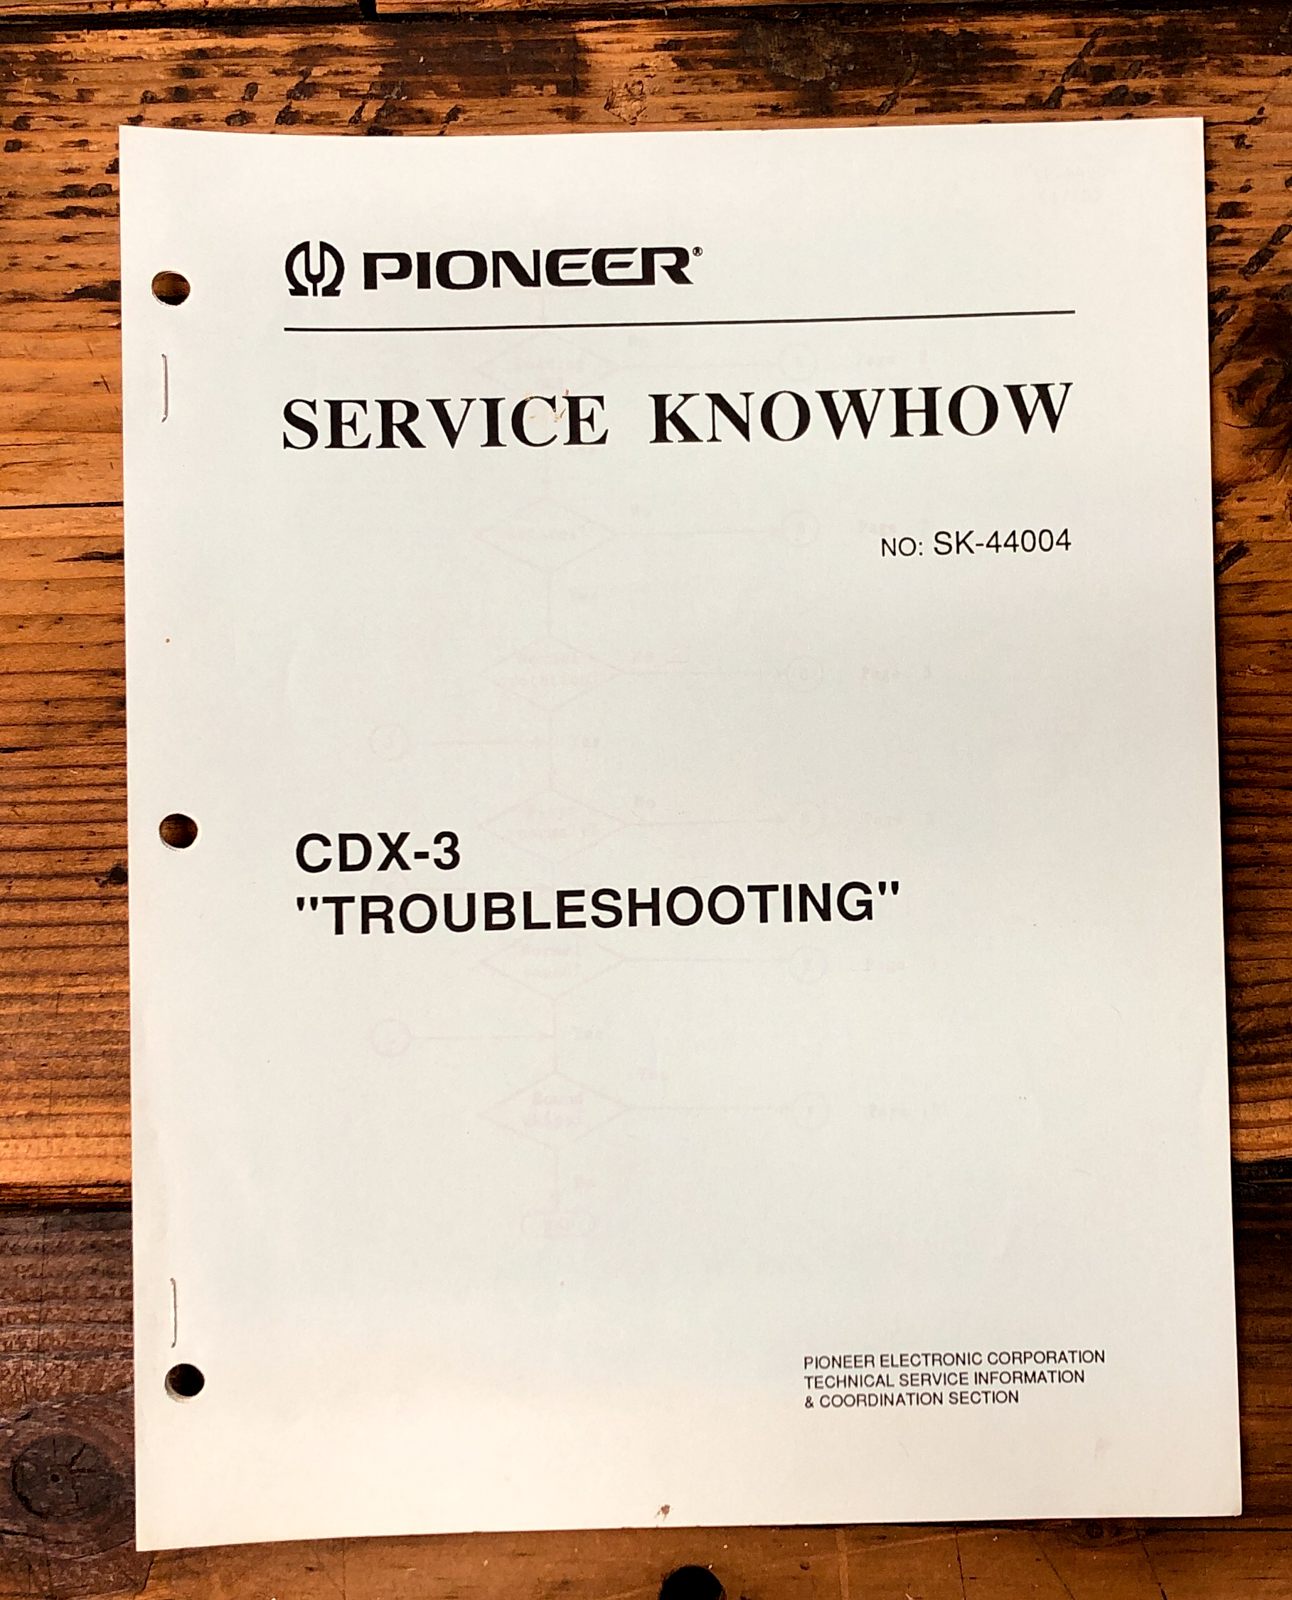 PIONEER®
SERVICE KNOWHOW
NO: SK-44004
CDX-3
"TROUBLESHOOTING"
PIONEER ELECTRONIC CORPORATION
TECHNICAL SERVICE INFORMATION
& COORDINATION SECTION